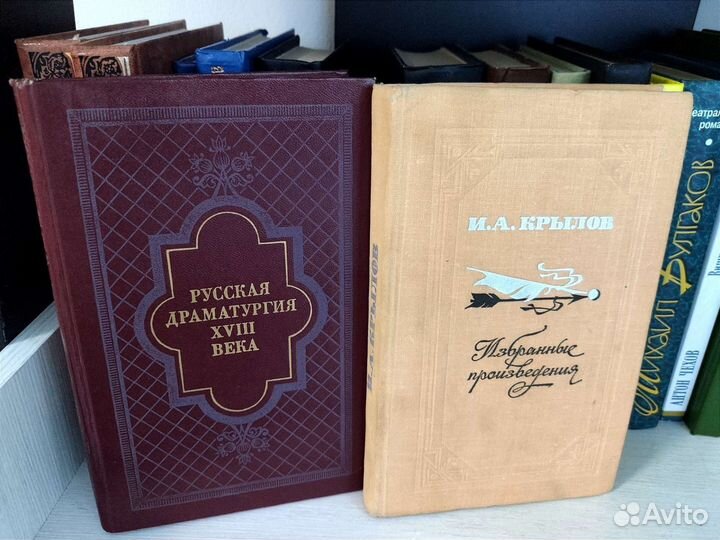 РУССКАЯ
ДРАМАТУРГИЯ
XVIII
ВЕКА
И.А.КРЫЛОВ
И.А. КРЫЛОВ
Избранные
произведения
МИХАИЛ БУЛГАКОВ
АНТОН ЧЕХОВ
Avito